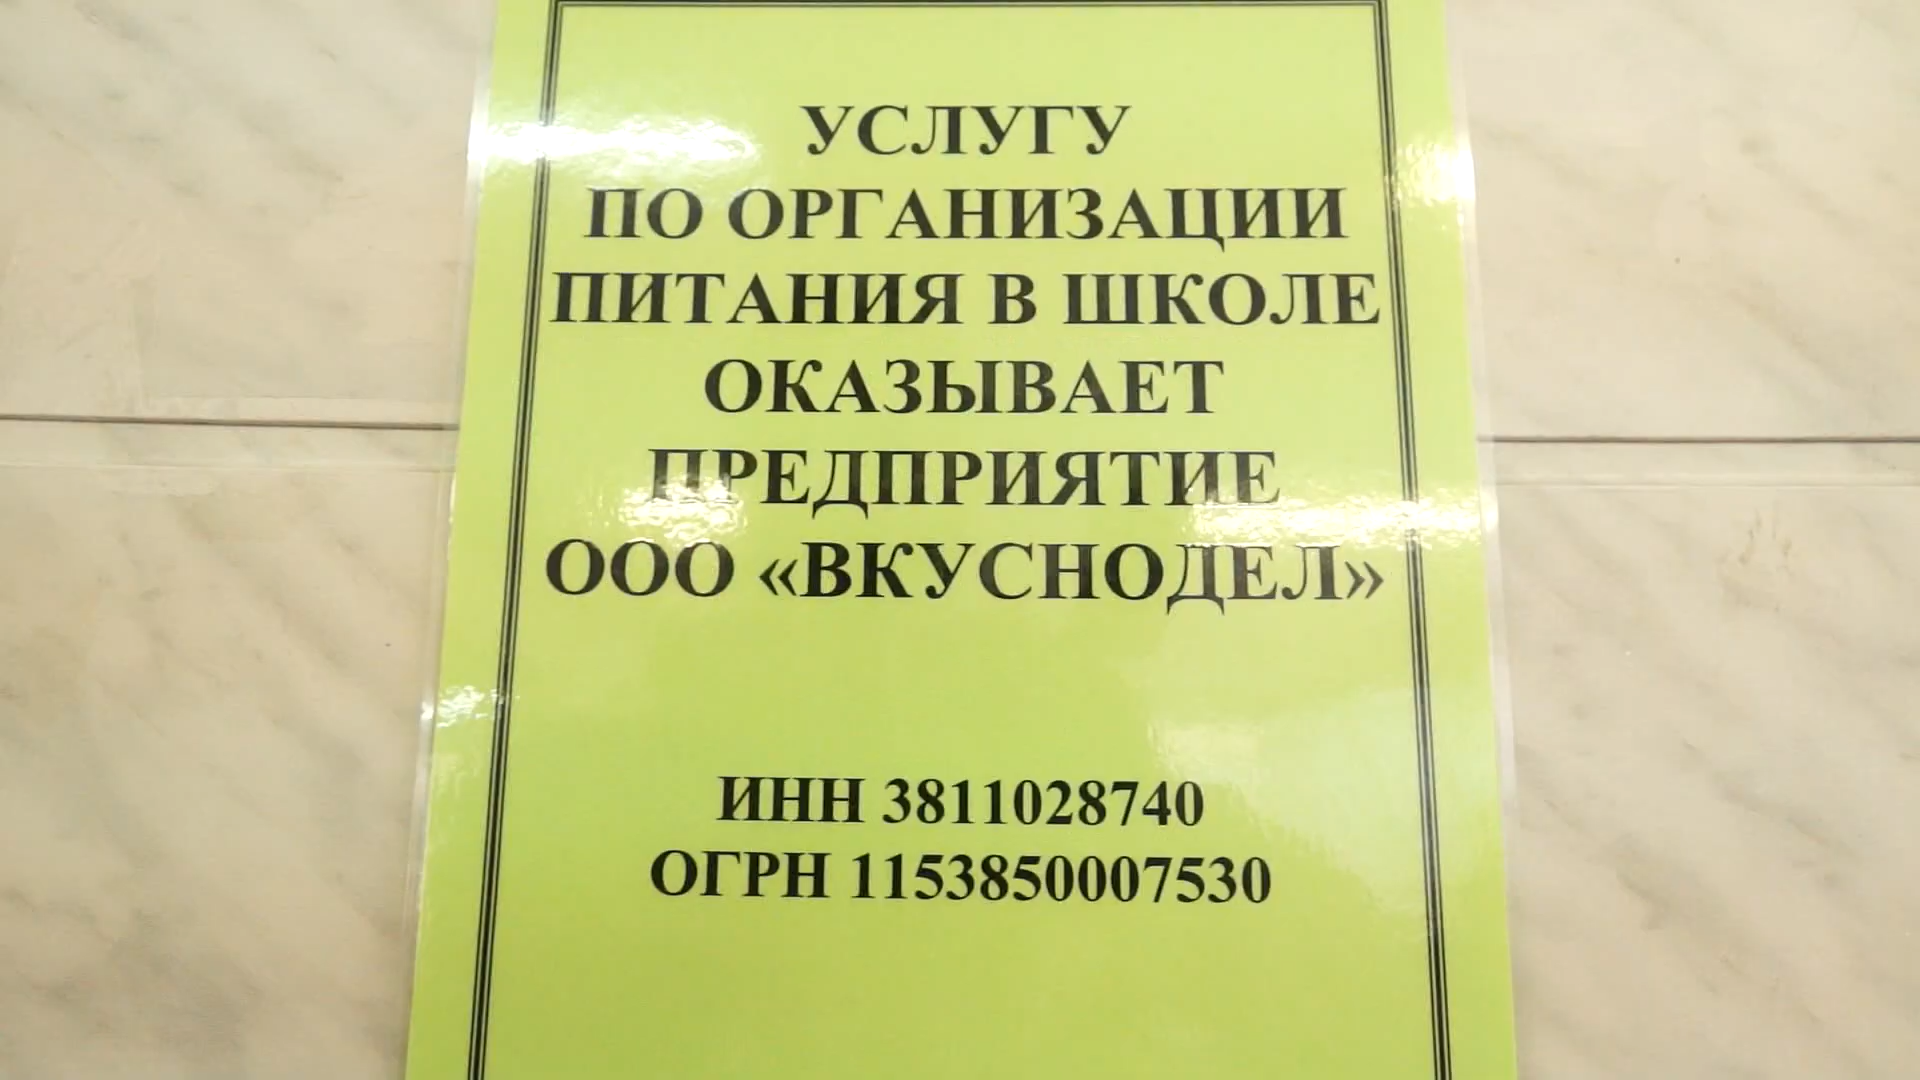 УСЛУГУ
ПО ОРГАНИЗАЦИИ
ПИТАНИЯ В ШКОЛЕ
ОКАЗЫВАЕТ
ПРЕДПРИЯТИЕ
ООО «ВКУСНОДЕЛ»
ИНН 3811028740
ОГРН 1153850007530